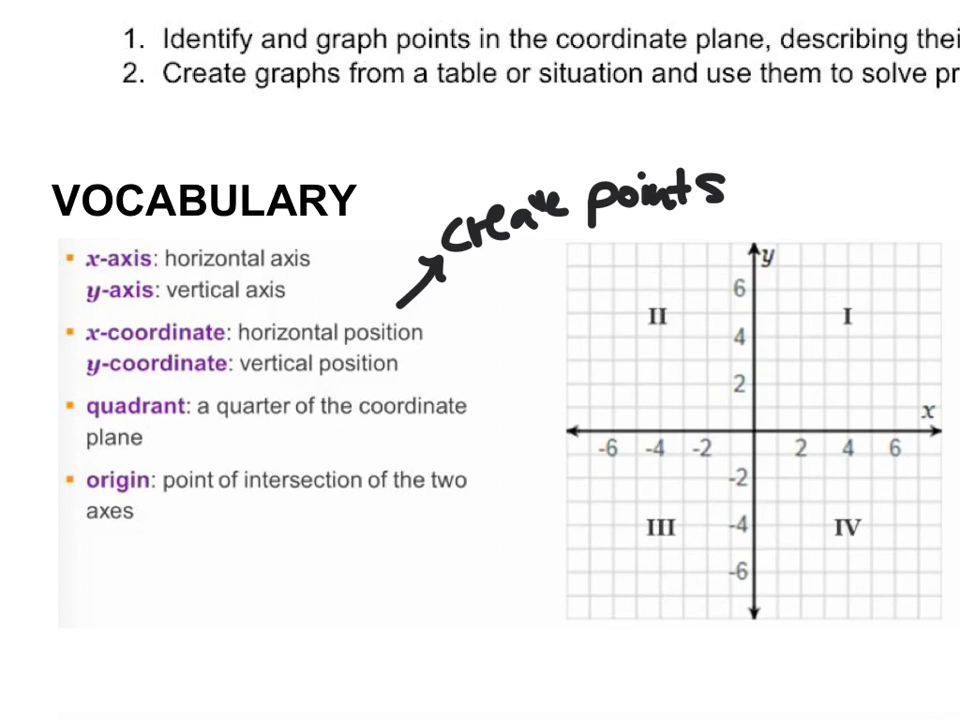 1. Identify and graph points in the coordinate plane, describing thei
2. Create graphs from a table or situation and use them to solve pr
VOCABULARY
create points
x-axis: horizontal axis
y-axis: vertical axis
x-coordinate: horizontal position
y-coordinate: vertical position
quadrant: a quarter of the coordinate
plane
origin: point of intersection of the two
axes
y
6
II I
4
2
x
-6 -4 -2 2 4 6
-2
III -4 IV
-6